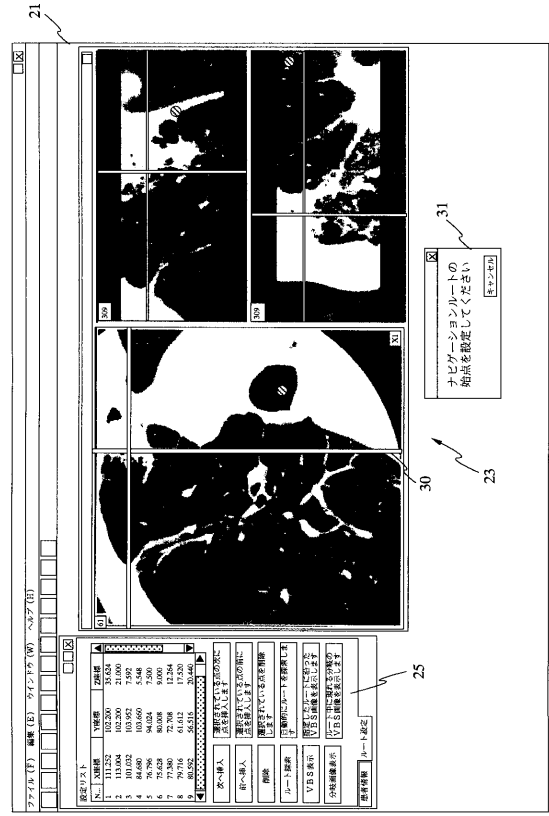 21
ファイル(F) 編集(E) ウインドウ(W) ヘルプ(H)
設定リスト
N... X座標 Y座標 Z座標
1 111.252 102.200 35.624
2 113.004 102.200 21.000
3 101.032 103.952 7.592
4 84.680 103.660 5.548
5 76.796 94.024 7.500
6 75.628 80.008 9.000
7 77.380 72.708 12.264
8 79.716 61.612 17.520
9 80.592 56.516 20.440
次へ挿入 選択されている点の次に
点を挿入します
前へ挿入 選択されている点の前に
点を挿入します
削除 選択されている点を削除
します
ルート探索 自動的にルートを探索しま
す
VBS表示 指定したルートに沿った
VBS画像を表示します
分岐画像表示 ルート中に現れる分岐の
VBS画像を表示します
患者情報 ルート設定
25
61
X1
309
309
30
23
31
ナビゲーションルートの
始点を設定してください
キャンセル